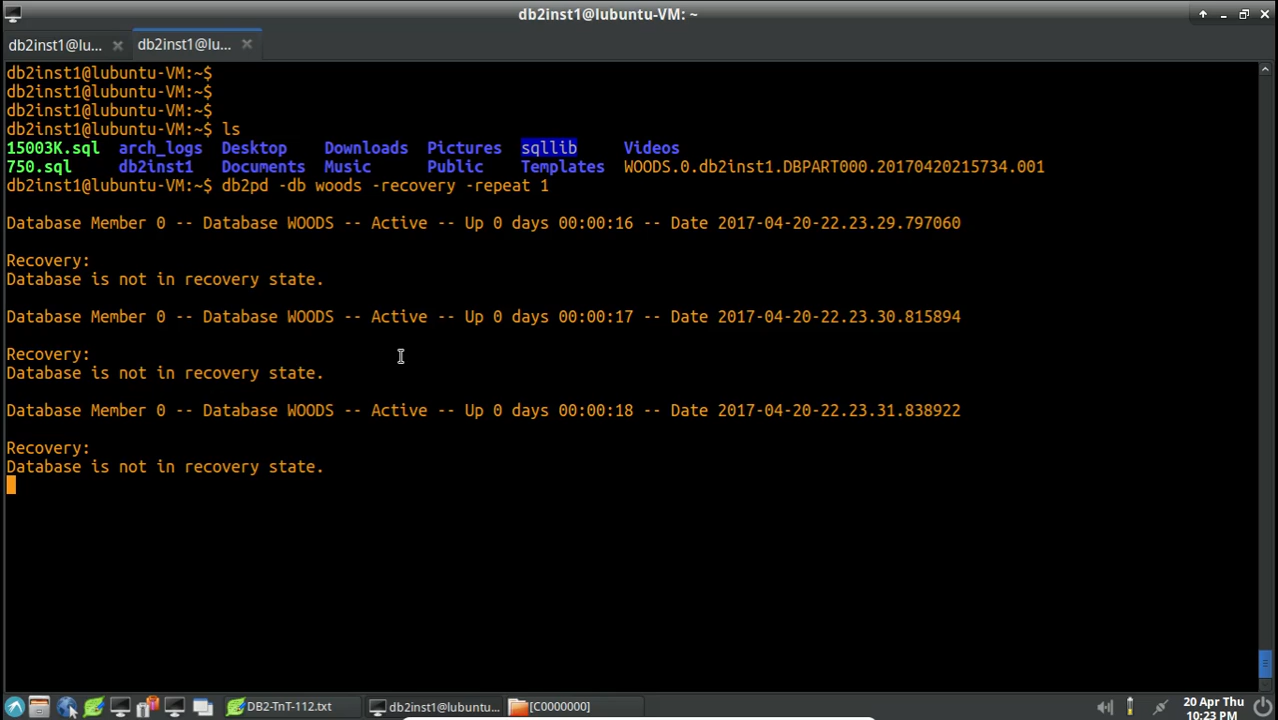 db2inst1@lubuntu-VM: ~
db2inst1@lu... db2inst1@lu...
db2inst1@lubuntu-VM:~$
db2inst1@lubuntu-VM:~$
db2inst1@lubuntu-VM:~$
db2inst1@lubuntu-VM:~$ ls
15003K.sql arch_logs Desktop Downloads Pictures sqllib Videos
750.sql db2inst1 Documents Music Public Templates WOODS.0.db2inst1.DBPART000.20170420215734.001
db2inst1@lubuntu-VM:~$ db2pd -db woods -recovery -repeat 1
Database Member 0 -- Database WOODS -- Active -- Up 0 days 00:00:16 -- Date 2017-04-20-22.23.29.797060
Recovery:
Database is not in recovery state.
Database Member 0 -- Database WOODS -- Active -- Up 0 days 00:00:17 -- Date 2017-04-20-22.23.30.815894
Recovery:
Database is not in recovery state.
Database Member 0 -- Database WOODS -- Active -- Up 0 days 00:00:18 -- Date 2017-04-20-22.23.31.838922
Recovery:
Database is not in recovery state.
DB2-TnT-112.txt db2inst1@lubuntu... [C0000000] 20 Apr Thu
10:23 PM